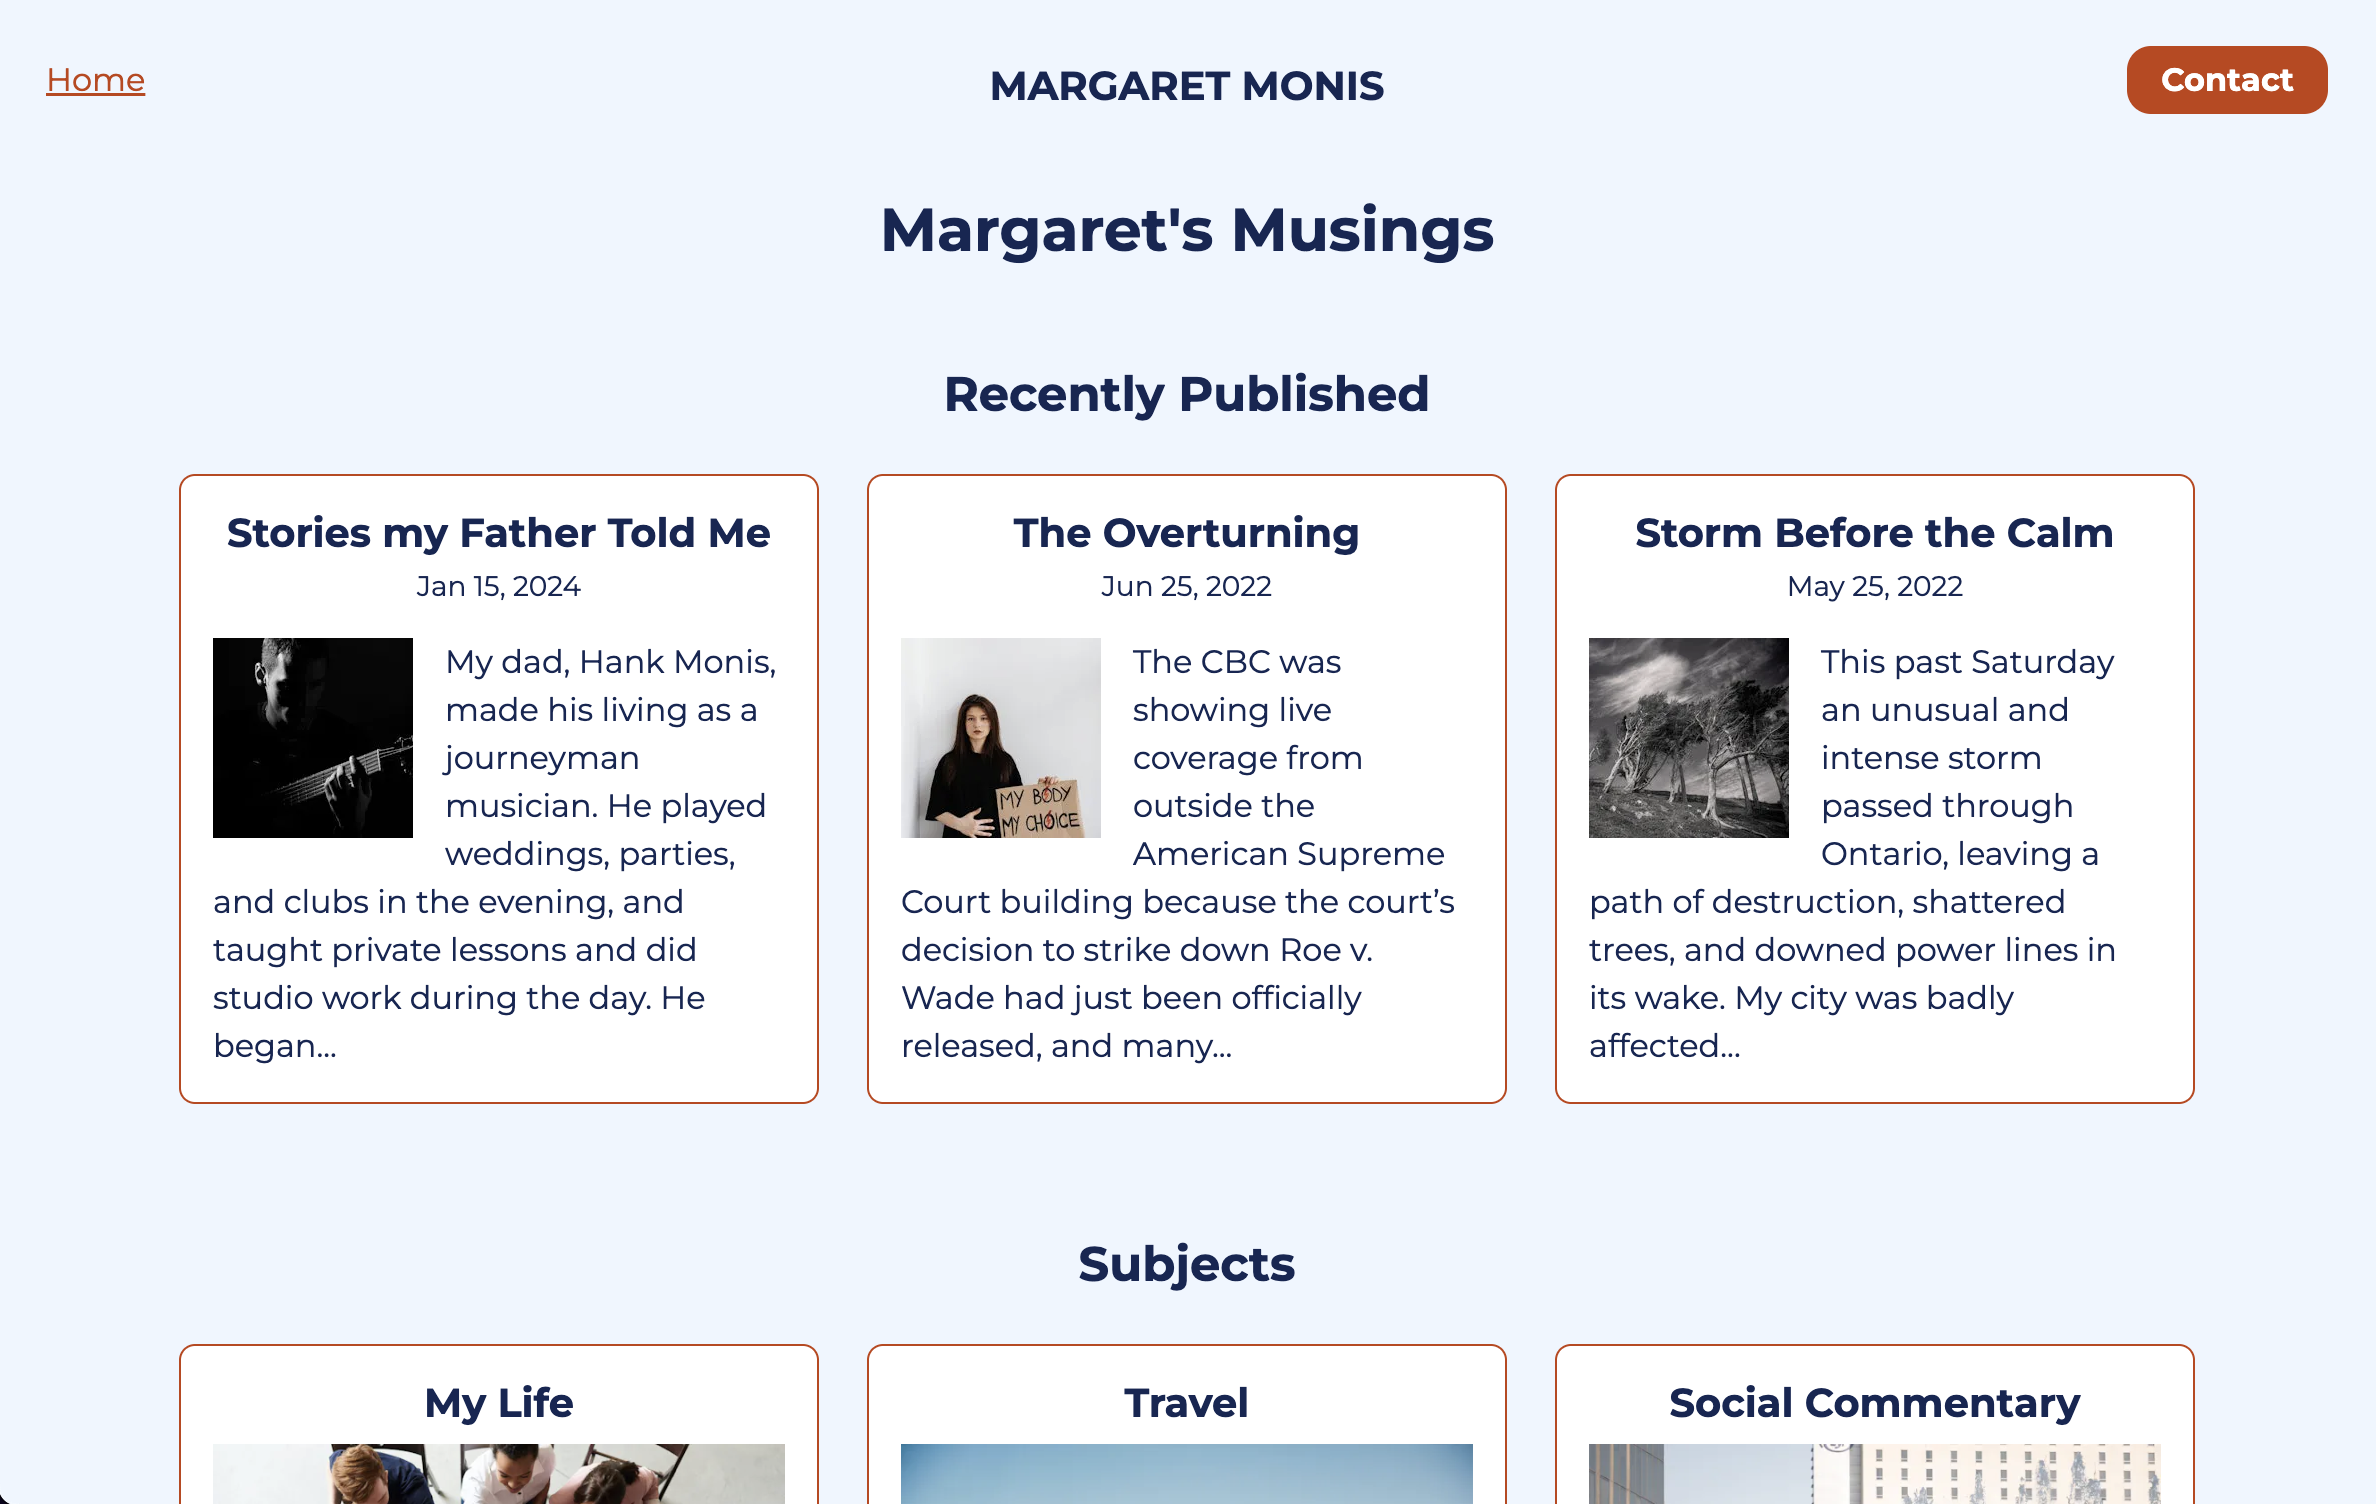 Home
MARGARET MONIS
Contact
Margaret's Musings
Recently Published
Stories my Father Told Me
Jan 15, 2024
My dad, Hank Monis,
made his living as a
journeyman
musician. He played
weddings, parties,
and clubs in the evening, and
taught private lessons and did
studio work during the day. He
began...
The Overturning
Jun 25, 2022
MY BODY
MY CHOICE
The CBC was
showing live
coverage from
outside the
American Supreme
Court building because the court’s
decision to strike down Roe v.
Wade had just been officially
released, and many...
Storm Before the Calm
May 25, 2022
This past Saturday
an unusual and
intense storm
passed through
Ontario, leaving a
path of destruction, shattered
trees, and downed power lines in
its wake. My city was badly
affected...
Subjects
My Life
Travel
Social Commentary